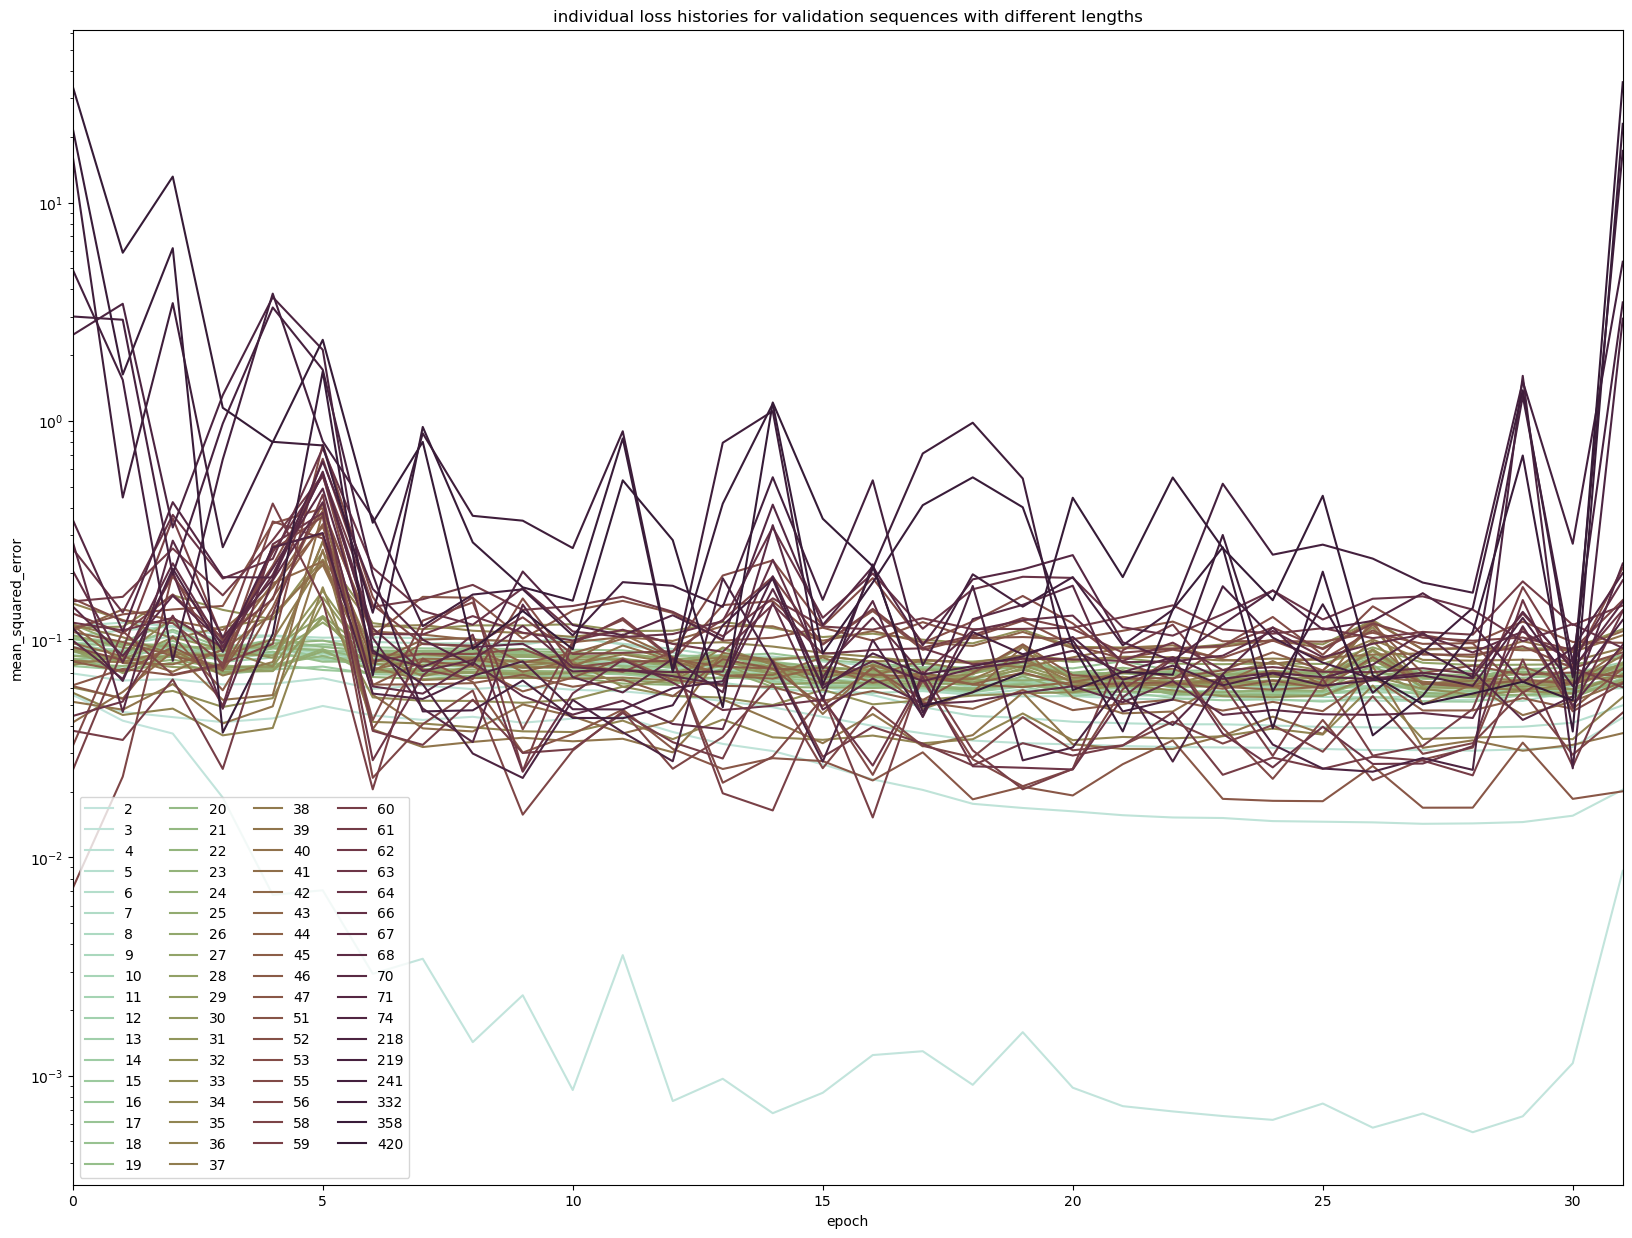 individual loss histories for validation sequences with different lengths
mean_squared_error
10¹
10⁰
10⁻¹
10⁻²
10⁻³
2 20 38 60
3 21 39 61
4 22 40 62
5 23 41 63
6 24 42 64
7 25 43 66
8 26 44 67
9 27 45 68
10 28 46 70
11 29 47 71
12 30 51 74
13 31 52 218
14 32 53 219
15 33 55 241
16 34 56 332
17 35 58 358
18 36 59 420
19 37
0 5 10 15 20 25 30
epoch